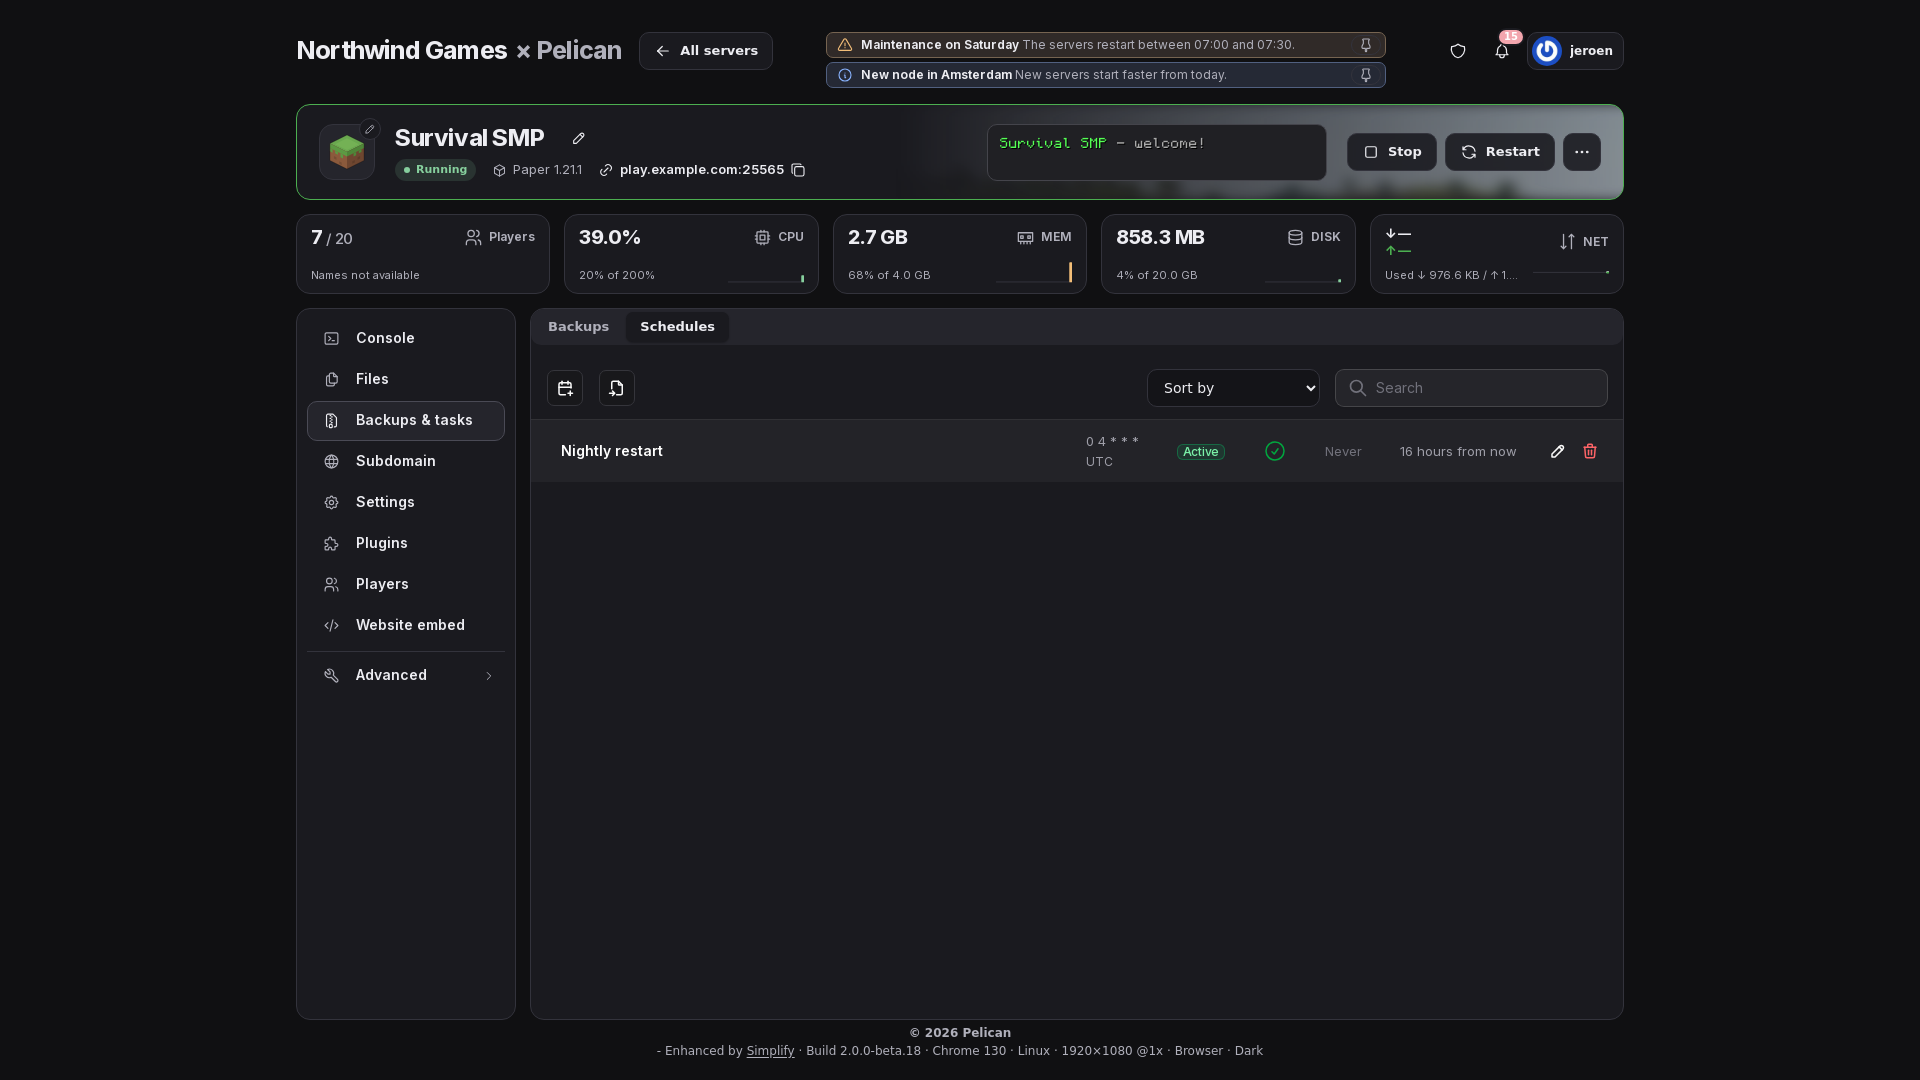 Northwind Games × Pelican
All servers
Maintenance on Saturday The servers restart between 07:00 and 07:30.
New node in Amsterdam New servers start faster from today.
15
jeroen
Survival SMP
Running
Paper 1.21.1
play.example.com:25565
Survival SMP – welcome!
Stop
Restart
7 / 20
Players
Names not available
39.0%
CPU
20% of 200%
2.7 GB
MEM
68% of 4.0 GB
858.3 MB
DISK
4% of 20.0 GB
↓—
↑—
NET
Used ↓ 976.6 KB / ↑ 1…
Console
Files
Backups & tasks
Subdomain
Settings
Plugins
Players
Website embed
Advanced
Backups
Schedules
Sort by
Search
Nightly restart
0 4 * * *
UTC
Active
Never
16 hours from now
© 2026 Pelican
- Enhanced by Simplify · Build 2.0.0-beta.18 · Chrome 130 · Linux · 1920×1080 @1x · Browser · Dark